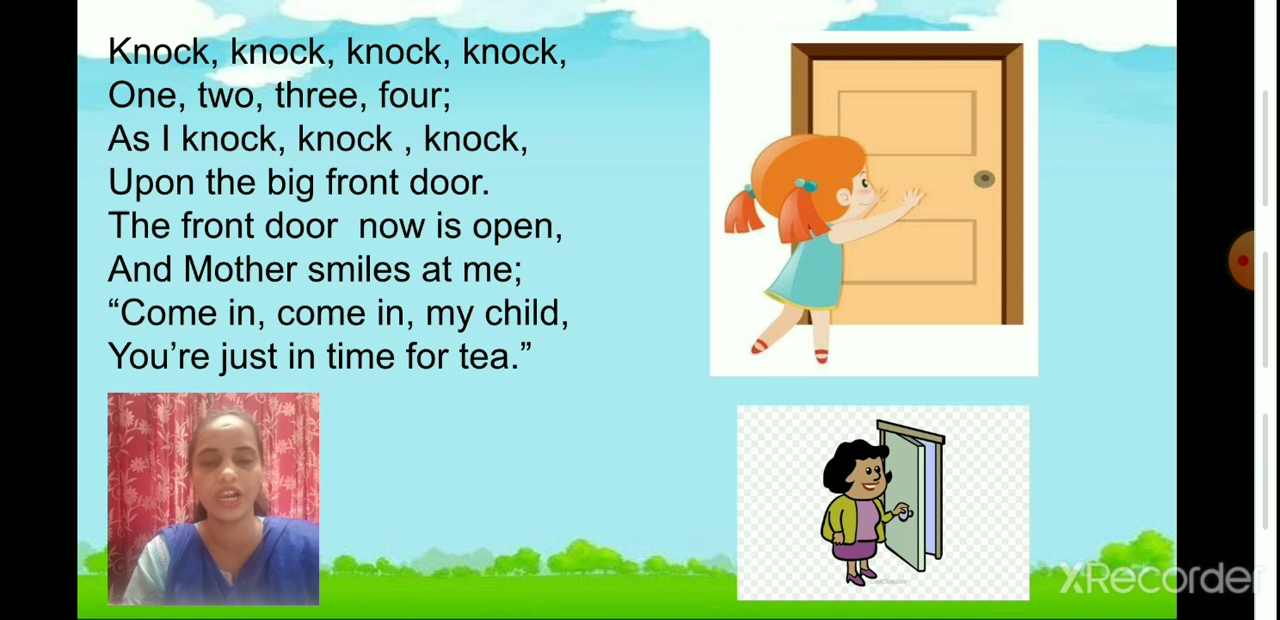 Knock, knock, knock, knock,
One, two, three, four;
As I knock, knock , knock,
Upon the big front door.
The front door  now is open,
And Mother smiles at me;
“Come in, come in, my child,
You’re just in time for tea.”
XRecorder